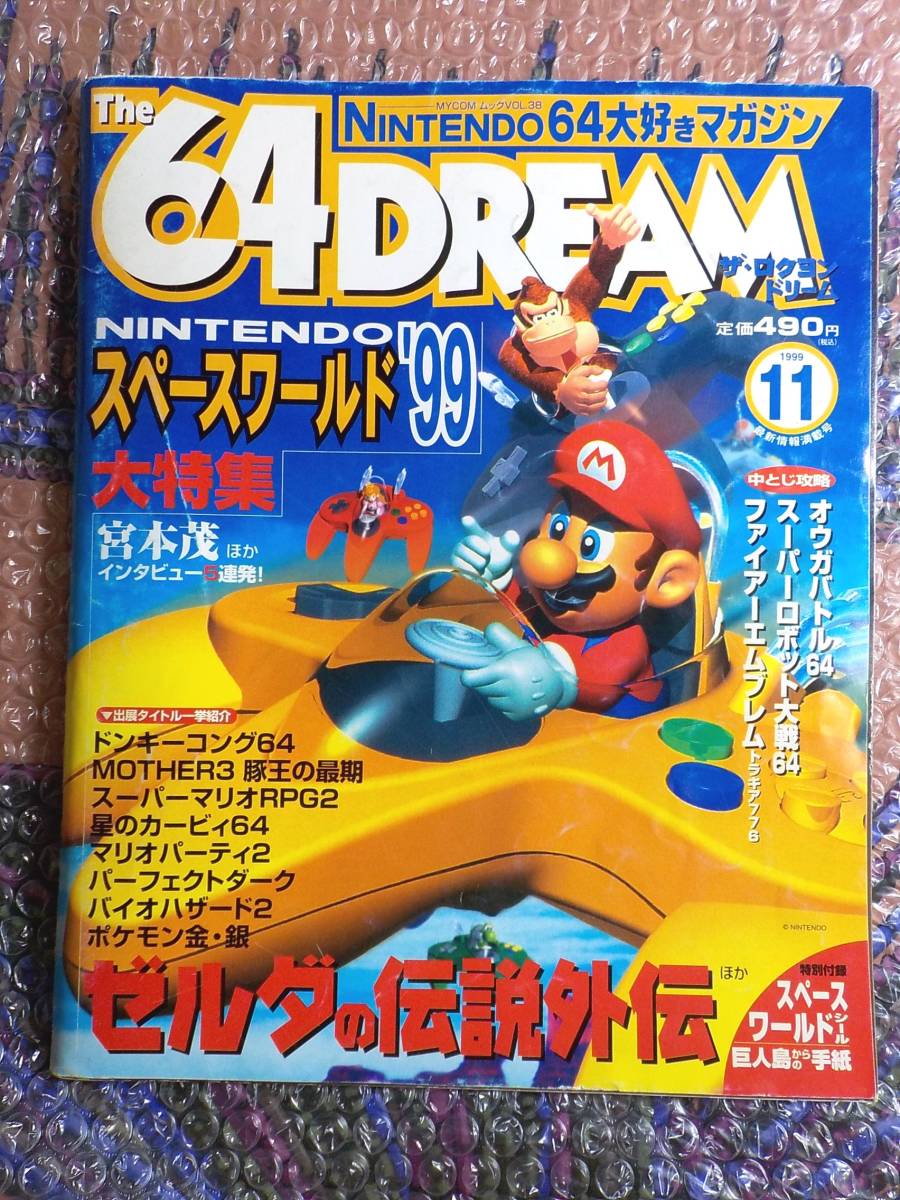 MYCOM ムックVOL.38
NINTENDO64大好きマガジン
The 64DREAM
ザ・ロクヨン
ドリーム
定価490円
(税込)
1999
11
最新情報満載号
NINTENDO
スペースワールド'99
大特集
宮本茂ほか
インタビュー5連発!
M
中とじ攻略
オウガバトル64
スーパーロボット大戦64
ファイアーエムブレムトラキア776
▼出展タイトル一挙紹介
ドンキーコング64
MOTHER3 豚王の最期
スーパーマリオRPG2
星のカービィ64
マリオパーティ2
パーフェクトダーク
バイオハザード2
ポケモン金・銀
ゼルダの伝説外伝ほか
© NINTENDO
特別付録
スペース
ワールドシール
巨人島からの手紙